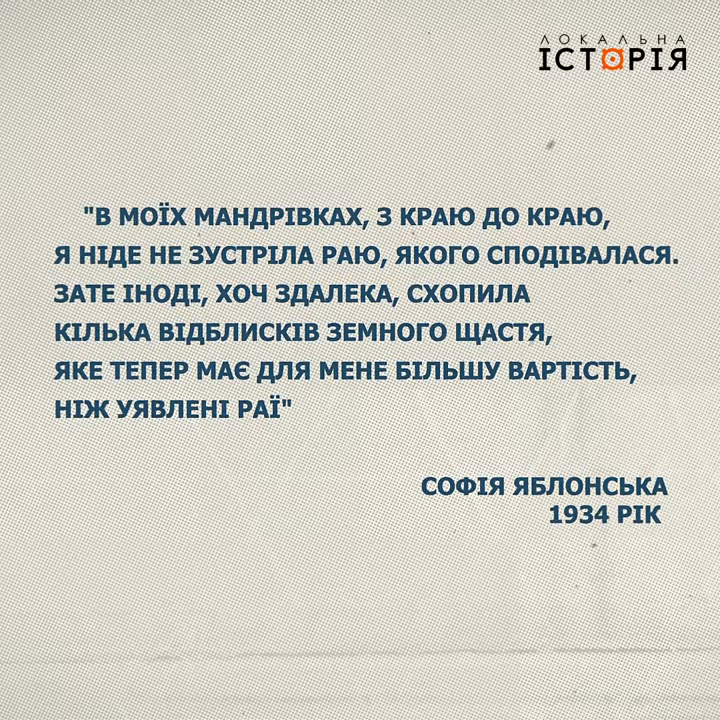 ЛОКАЛЬНА
ІСТОРІЯ
"В МОЇХ МАНДРІВКАХ, З КРАЮ ДО КРАЮ,
Я НІДЕ НЕ ЗУСТРІЛА РАЮ, ЯКОГО СПОДІВАЛАСЯ.
ЗАТЕ ІНОДІ, ХОЧ ЗДАЛЕКА, СХОПИЛА
КІЛЬКА ВІДБЛИСКІВ ЗЕМНОГО ЩАСТЯ,
ЯКЕ ТЕПЕР МАЄ ДЛЯ МЕНЕ БІЛЬШУ ВАРТІСТЬ,
НІЖ УЯВЛЕНІ РАЇ"
СОФІЯ ЯБЛОНСЬКА
1934 РІК